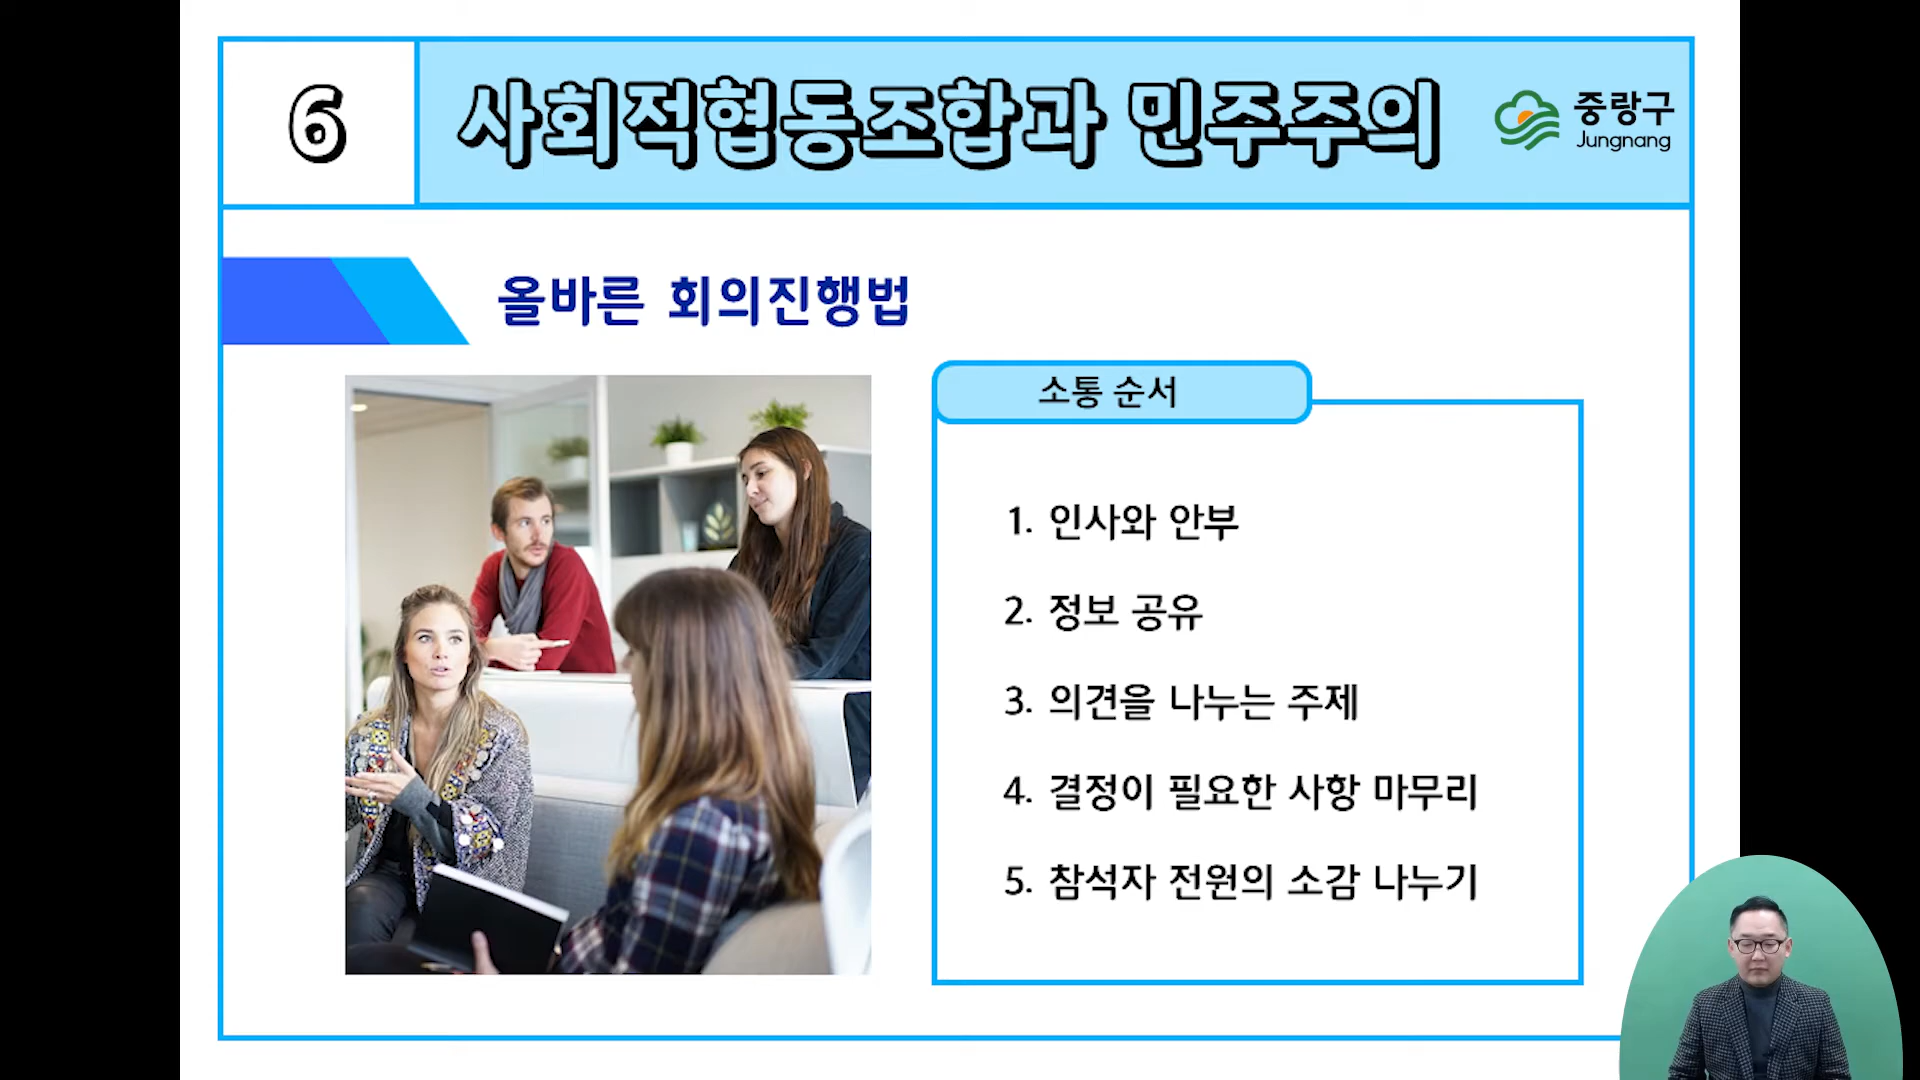 6
사회적협동조합과 민주주의
중랑구
Jungnang
올바른 회의진행법
소통 순서
1. 인사와 안부
2. 정보 공유
3. 의견을 나누는 주제
4. 결정이 필요한 사항 마무리
5. 참석자 전원의 소감 나누기